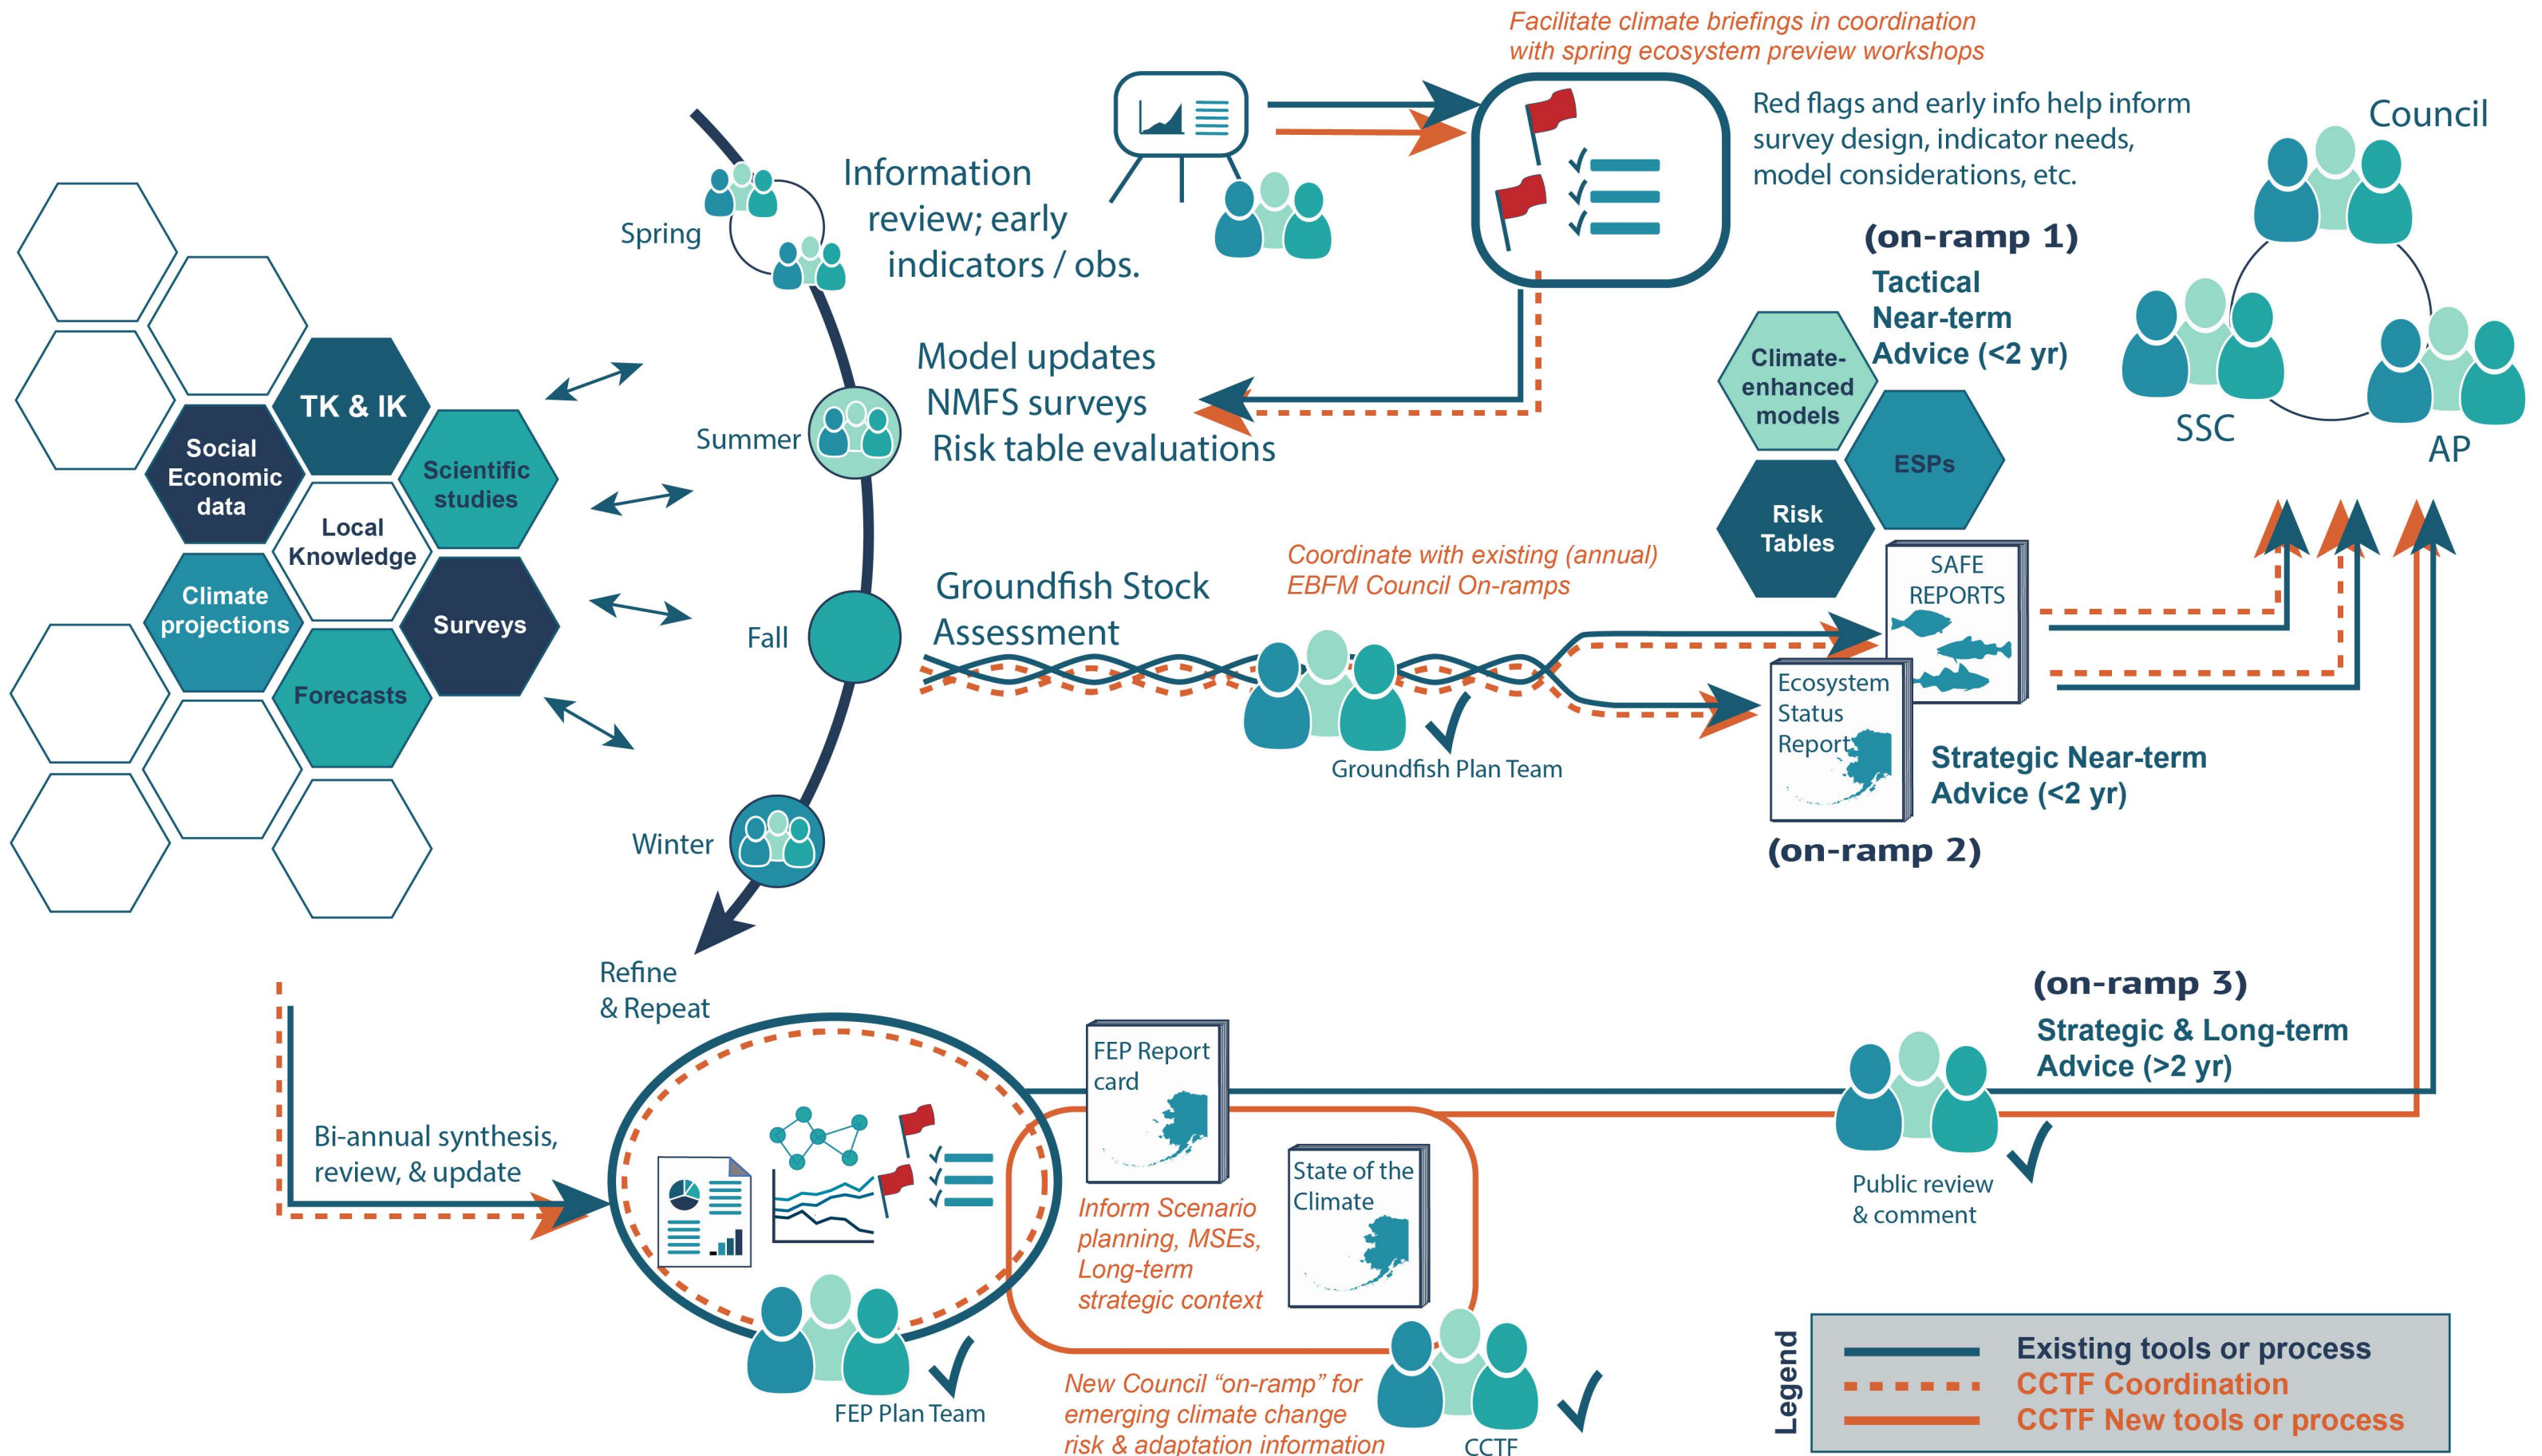 Facilitate climate briefings in coordination
with spring ecosystem preview workshops
Red flags and early info help inform
survey design, indicator needs,
model considerations, etc.
(on-ramp 1)
Tactical
Near-term
Advice (<2 yr)
Council
SSC
AP
Spring
Information
review; early
indicators / obs.
Summer
Model updates
NMFS surveys
Risk table evaluations
Fall
Groundfish Stock
Assessment
Winter
Refine
& Repeat
TK & IK
Social
Economic
data
Scientific
studies
Local
Knowledge
Climate
projections
Surveys
Forecasts
Climate-
enhanced
models
ESPs
Risk
Tables
Coordinate with existing (annual)
EBFM Council On-ramps
Groundfish Plan Team
SAFE
REPORTS
Ecosystem
Status
Report
Strategic Near-term
Advice (<2 yr)
(on-ramp 2)
(on-ramp 3)
Strategic & Long-term
Advice (>2 yr)
Bi-annual synthesis,
review, & update
FEP Plan Team
FEP Report
card
Inform Scenario
planning, MSEs,
Long-term
strategic context
State of the
Climate
New Council “on-ramp” for
emerging climate change
risk & adaptation information
CCTF
Public review
& comment
Legend
Existing tools or process
CCTF Coordination
CCTF New tools or process